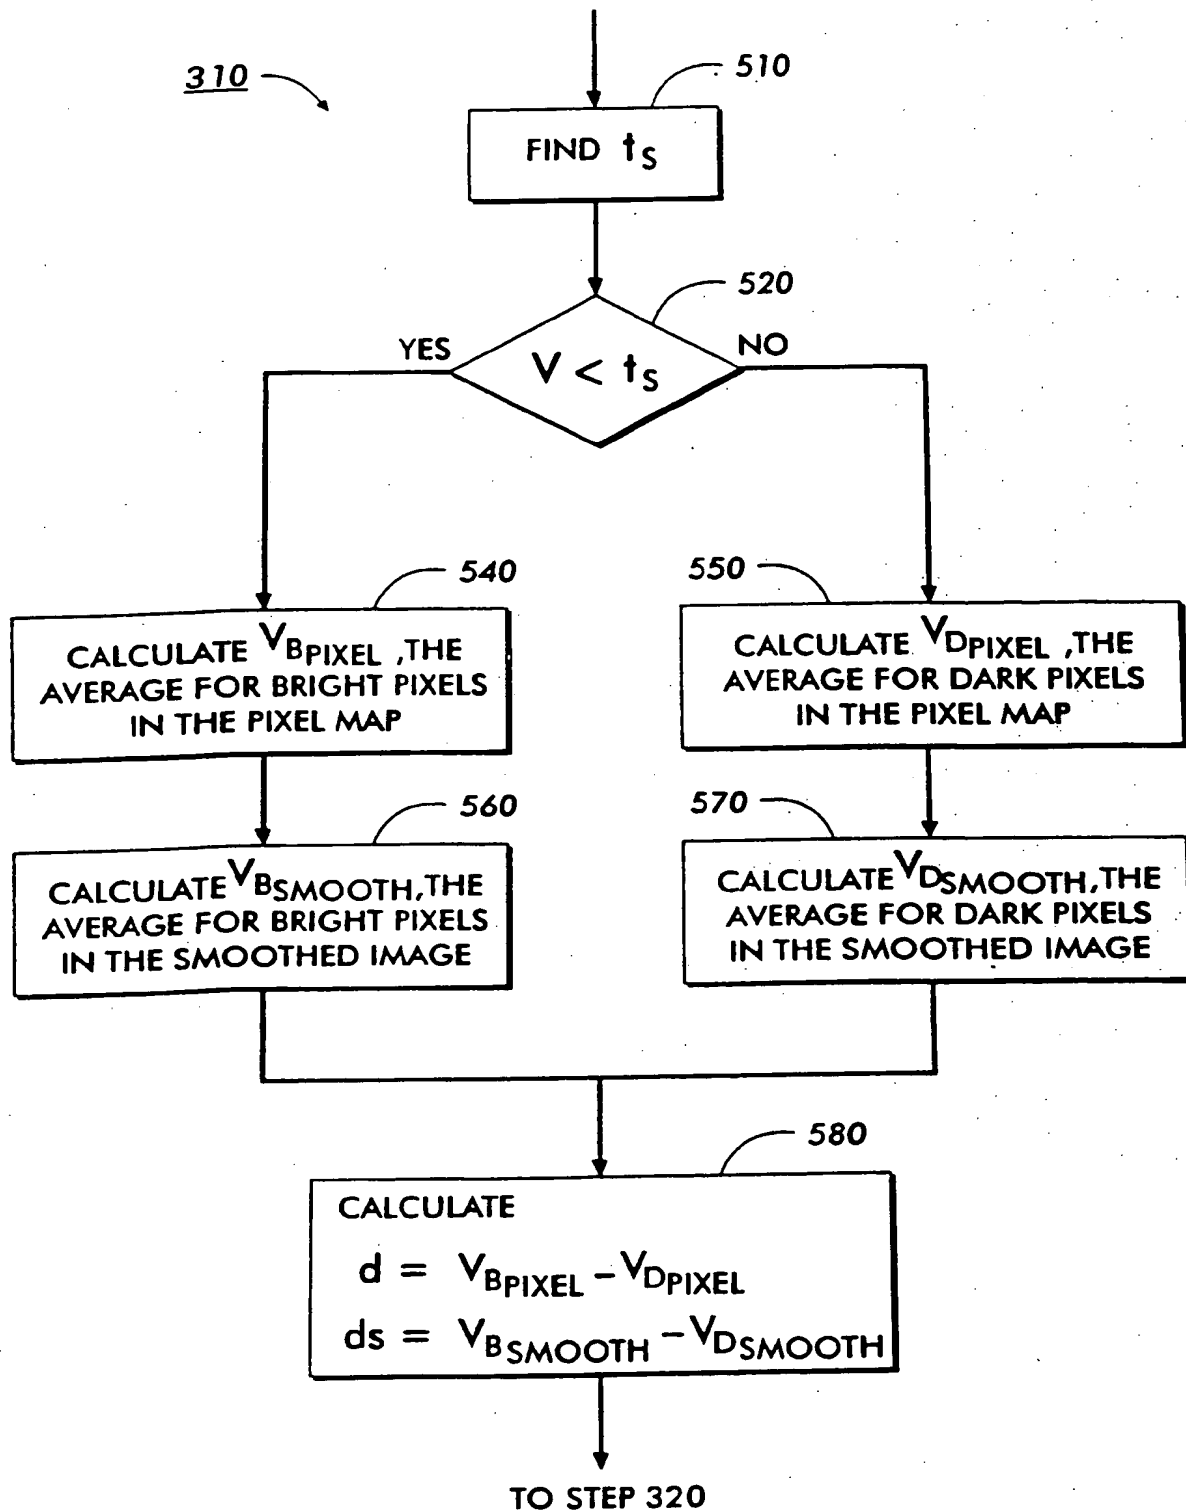 310
510
FIND tS
520
YES
V < tS
NO
540
CALCULATE VBPIXEL ,THE
AVERAGE FOR BRIGHT PIXELS
IN THE PIXEL MAP
550
CALCULATE VDPIXEL ,THE
AVERAGE FOR DARK PIXELS
IN THE PIXEL MAP
560
CALCULATE VBSMOOTH,THE
AVERAGE FOR BRIGHT PIXELS
IN THE SMOOTHED IMAGE
570
CALCULATE VDSMOOTH,THE
AVERAGE FOR DARK PIXELS
IN THE SMOOTHED IMAGE
580
CALCULATE
d = VBPIXEL - VDPIXEL
ds = VBSMOOTH - VDSMOOTH
TO STEP 320